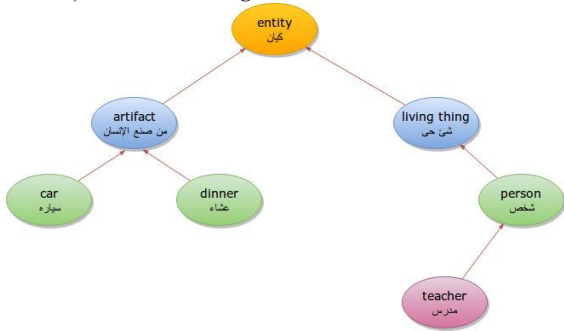 entity
كيان
artifact
من صنع الإنسان
living thing
شئ حى
car
سياره
dinner
عشاء
person
شخص
teacher
مدرس